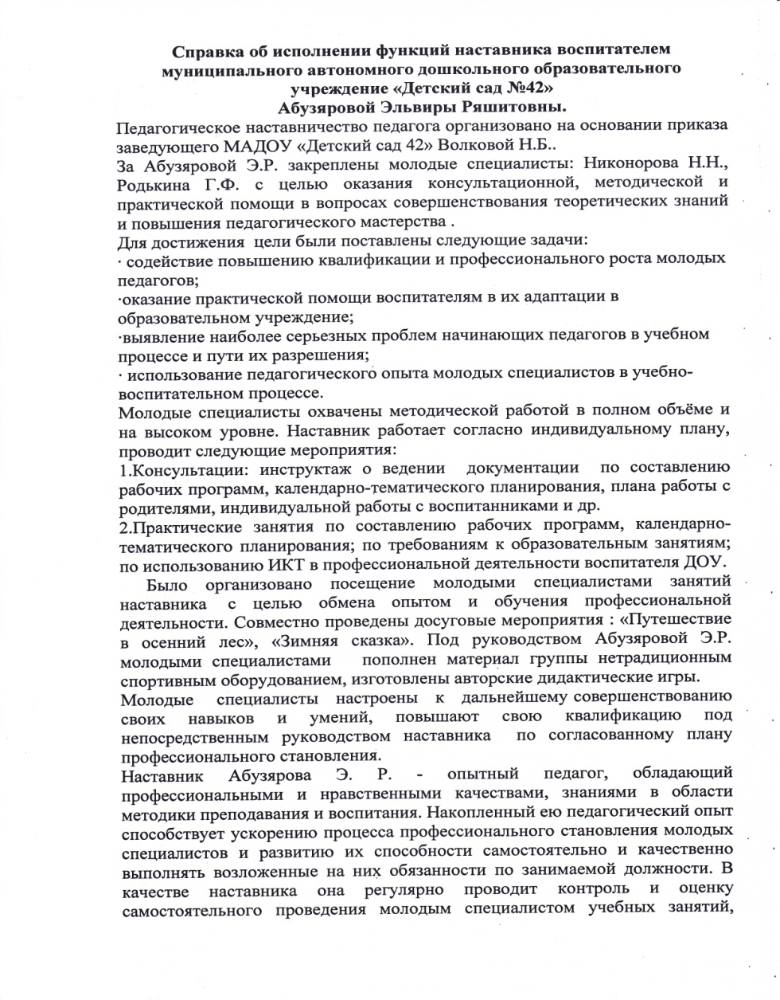 Справка об исполнении функций наставника воспитателем
муниципального автономного дошкольного образовательного
учреждение «Детский сад №42»
Абузяровой Эльвиры Ряшитовны.
Педагогическое наставничество педагога организовано на основании приказа
заведующего МАДОУ «Детский сад 42» Волковой Н.Б..
За Абузяровой Э.Р. закреплены молодые специалисты: Никонорова Н.Н.,
Родькина Г.Ф. с целью оказания консультационной, методической и
практической помощи в вопросах совершенствования теоретических знаний
и повышения педагогического мастерства .
Для достижения цели были поставлены следующие задачи:
· содействие повышению квалификации и профессионального роста молодых
педагогов;
·оказание практической помощи воспитателям в их адаптации в
образовательном учреждение;
·выявление наиболее серьезных проблем начинающих педагогов в учебном
процессе и пути их разрешения;
· использование педагогического опыта молодых специалистов в учебно-
воспитательном процессе.
Молодые специалисты охвачены методической работой в полном объёме и
на высоком уровне. Наставник работает согласно индивидуальному плану,
проводит следующие мероприятия:
1.Консультации: инструктаж о ведении документации по составлению
рабочих программ, календарно-тематического планирования, плана работы с
родителями, индивидуальной работы с воспитанниками и др.
2.Практические занятия по составлению рабочих программ, календарно-
тематического планирования; по требованиям к образовательным занятиям;
по использованию ИКТ в профессиональной деятельности воспитателя ДОУ.
Было организовано посещение молодыми специалистами занятий
наставника с целью обмена опытом и обучения профессиональной
деятельности. Совместно проведены досуговые мероприятия : «Путешествие
в осенний лес», «Зимняя сказка». Под руководством Абузяровой Э.Р.
молодыми специалистами пополнен материал группы нетрадиционным
спортивным оборудованием, изготовлены авторские дидактические игры.
Молодые специалисты настроены к дальнейшему совершенствованию
своих навыков и умений, повышают свою квалификацию под
непосредственным руководством наставника по согласованному плану
профессионального становления.
Наставник Абузярова Э. Р. - опытный педагог, обладающий
профессиональными и нравственными качествами, знаниями в области
методики преподавания и воспитания. Накопленный ею педагогический опыт
способствует ускорению процесса профессионального становления молодых
специалистов и развитию их способности самостоятельно и качественно
выполнять возложенные на них обязанности по занимаемой должности. В
качестве наставника она регулярно проводит контроль и оценку
самостоятельного проведения молодым специалистом учебных занятий,